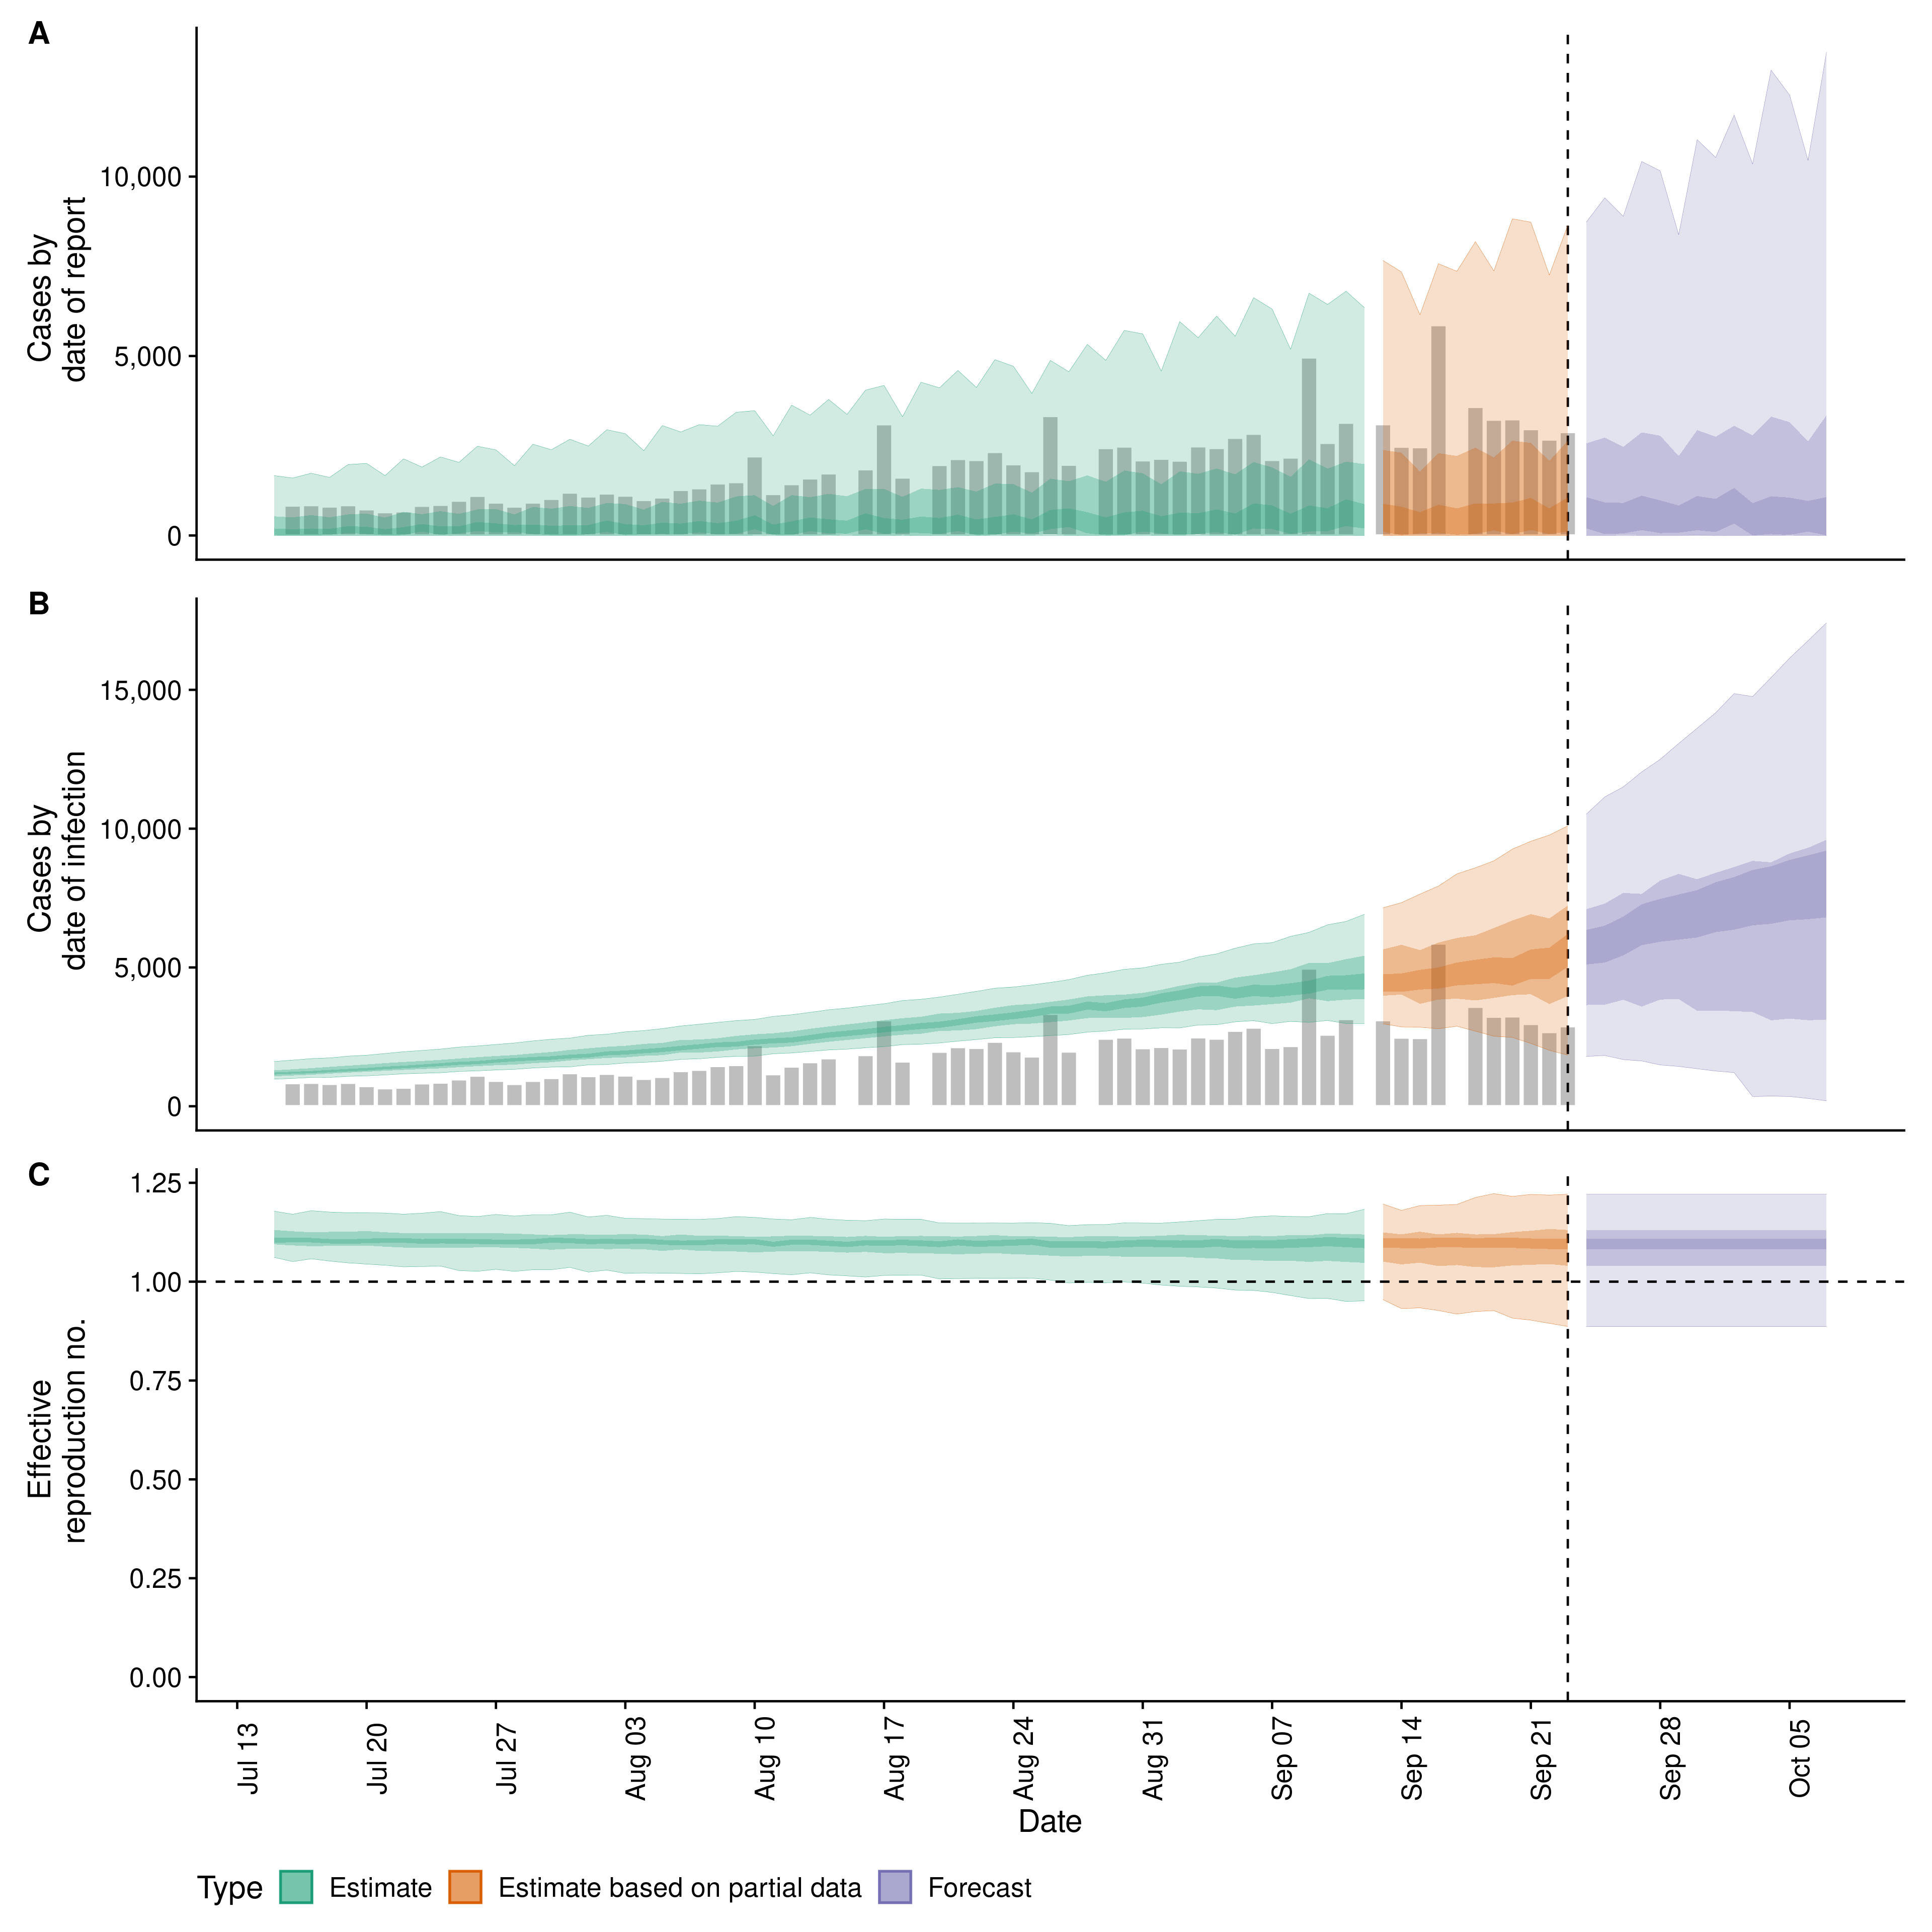 A
Cases by
date of report
10,000
5,000
0
B
Cases by
date of infection
15,000
10,000
5,000
0
C
Effective
reproduction no.
1.25
1.00
0.75
0.50
0.25
0.00
Jul 13
Jul 20
Jul 27
Aug 03
Aug 10
Aug 17
Aug 24
Aug 31
Sep 07
Sep 14
Sep 21
Sep 28
Oct 05
Date
Type Estimate Estimate based on partial data Forecast